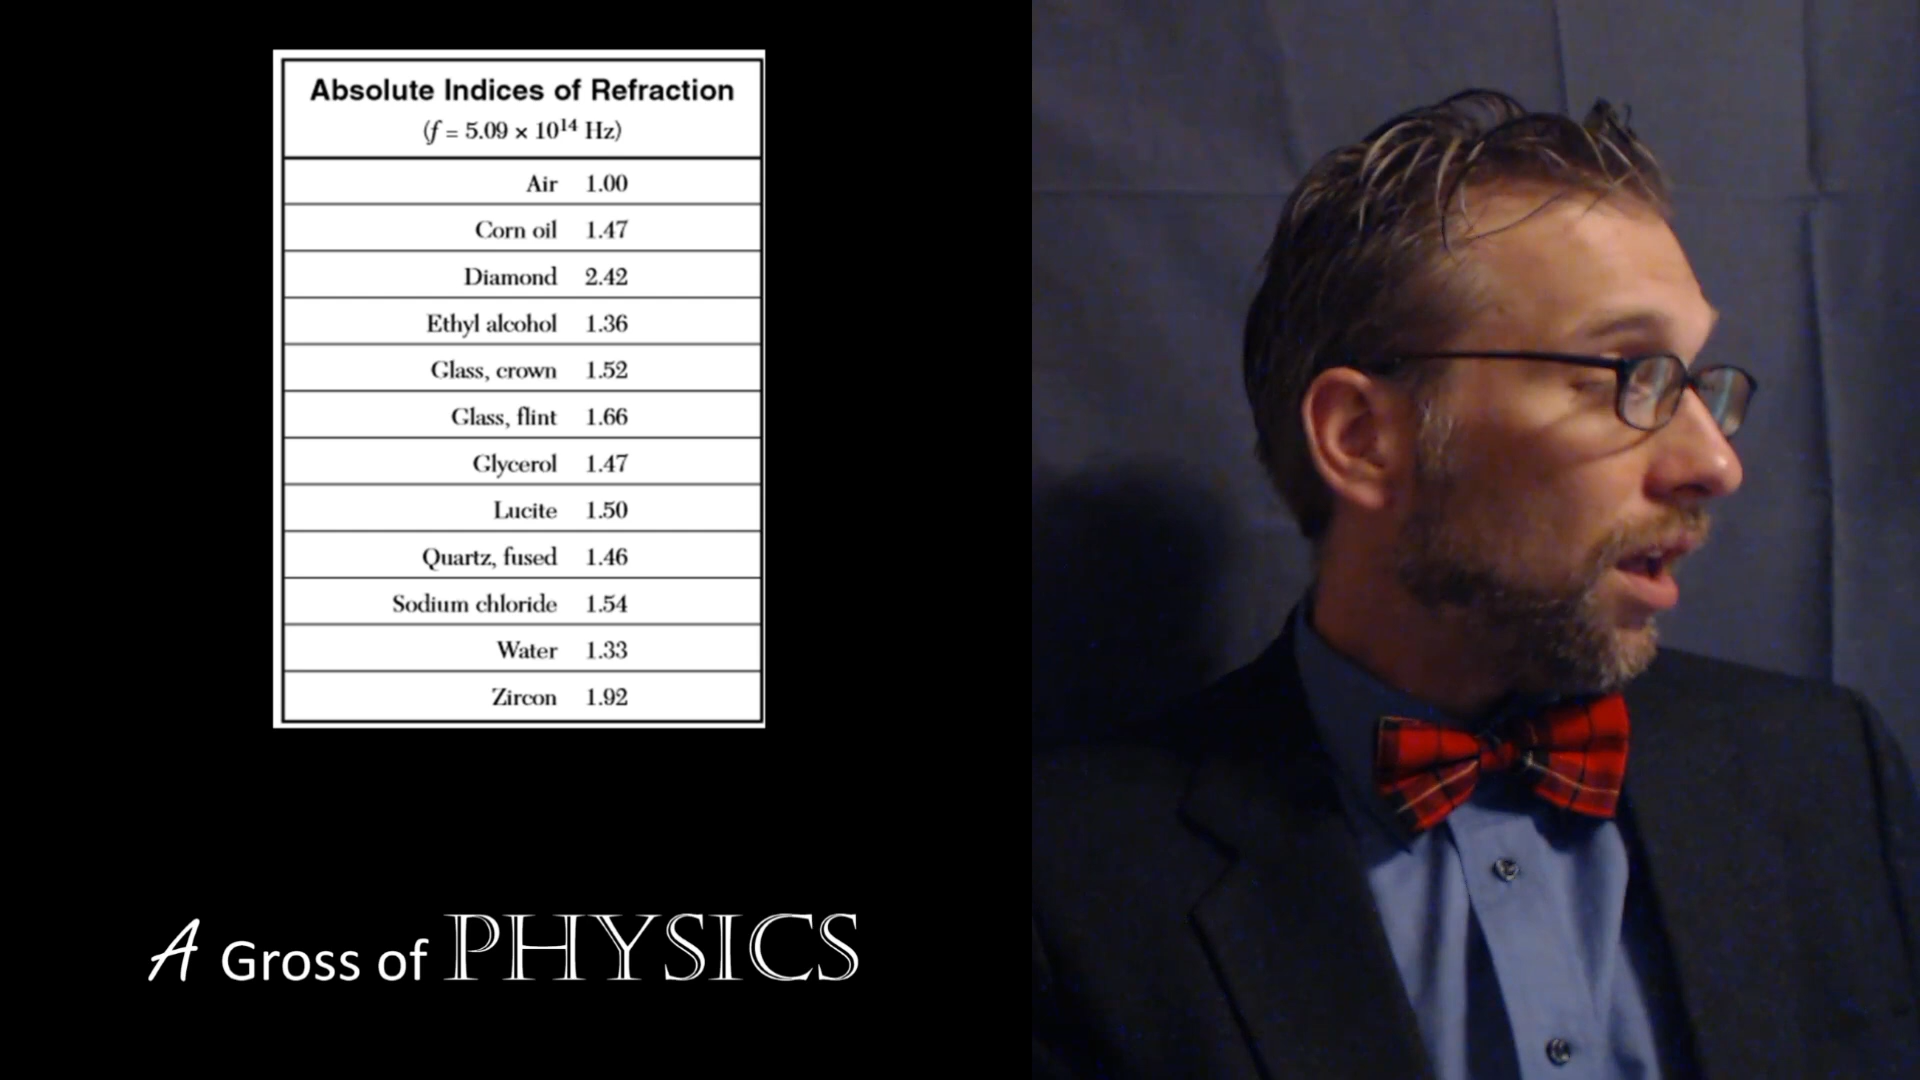 Absolute Indices of Refraction
(f = 5.09 × 10¹⁴ Hz)
Air 1.00
Corn oil 1.47
Diamond 2.42
Ethyl alcohol 1.36
Glass, crown 1.52
Glass, flint 1.66
Glycerol 1.47
Lucite 1.50
Quartz, fused 1.46
Sodium chloride 1.54
Water 1.33
Zircon 1.92
A Gross of PHYSICS